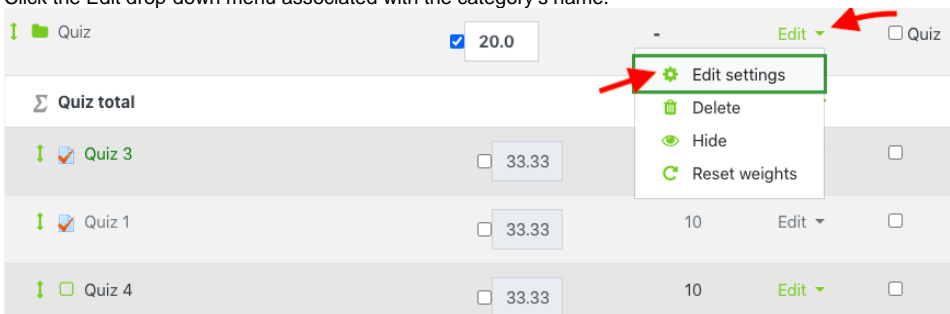 Click the Edit drop-down menu associated with the category's name.
Quiz 20.0 - Edit Quiz
Edit settings
Quiz total
Delete
Hide
Quiz 3 33.33
Reset weights
Quiz 1 33.33 10 Edit
Quiz 4 33.33 10 Edit